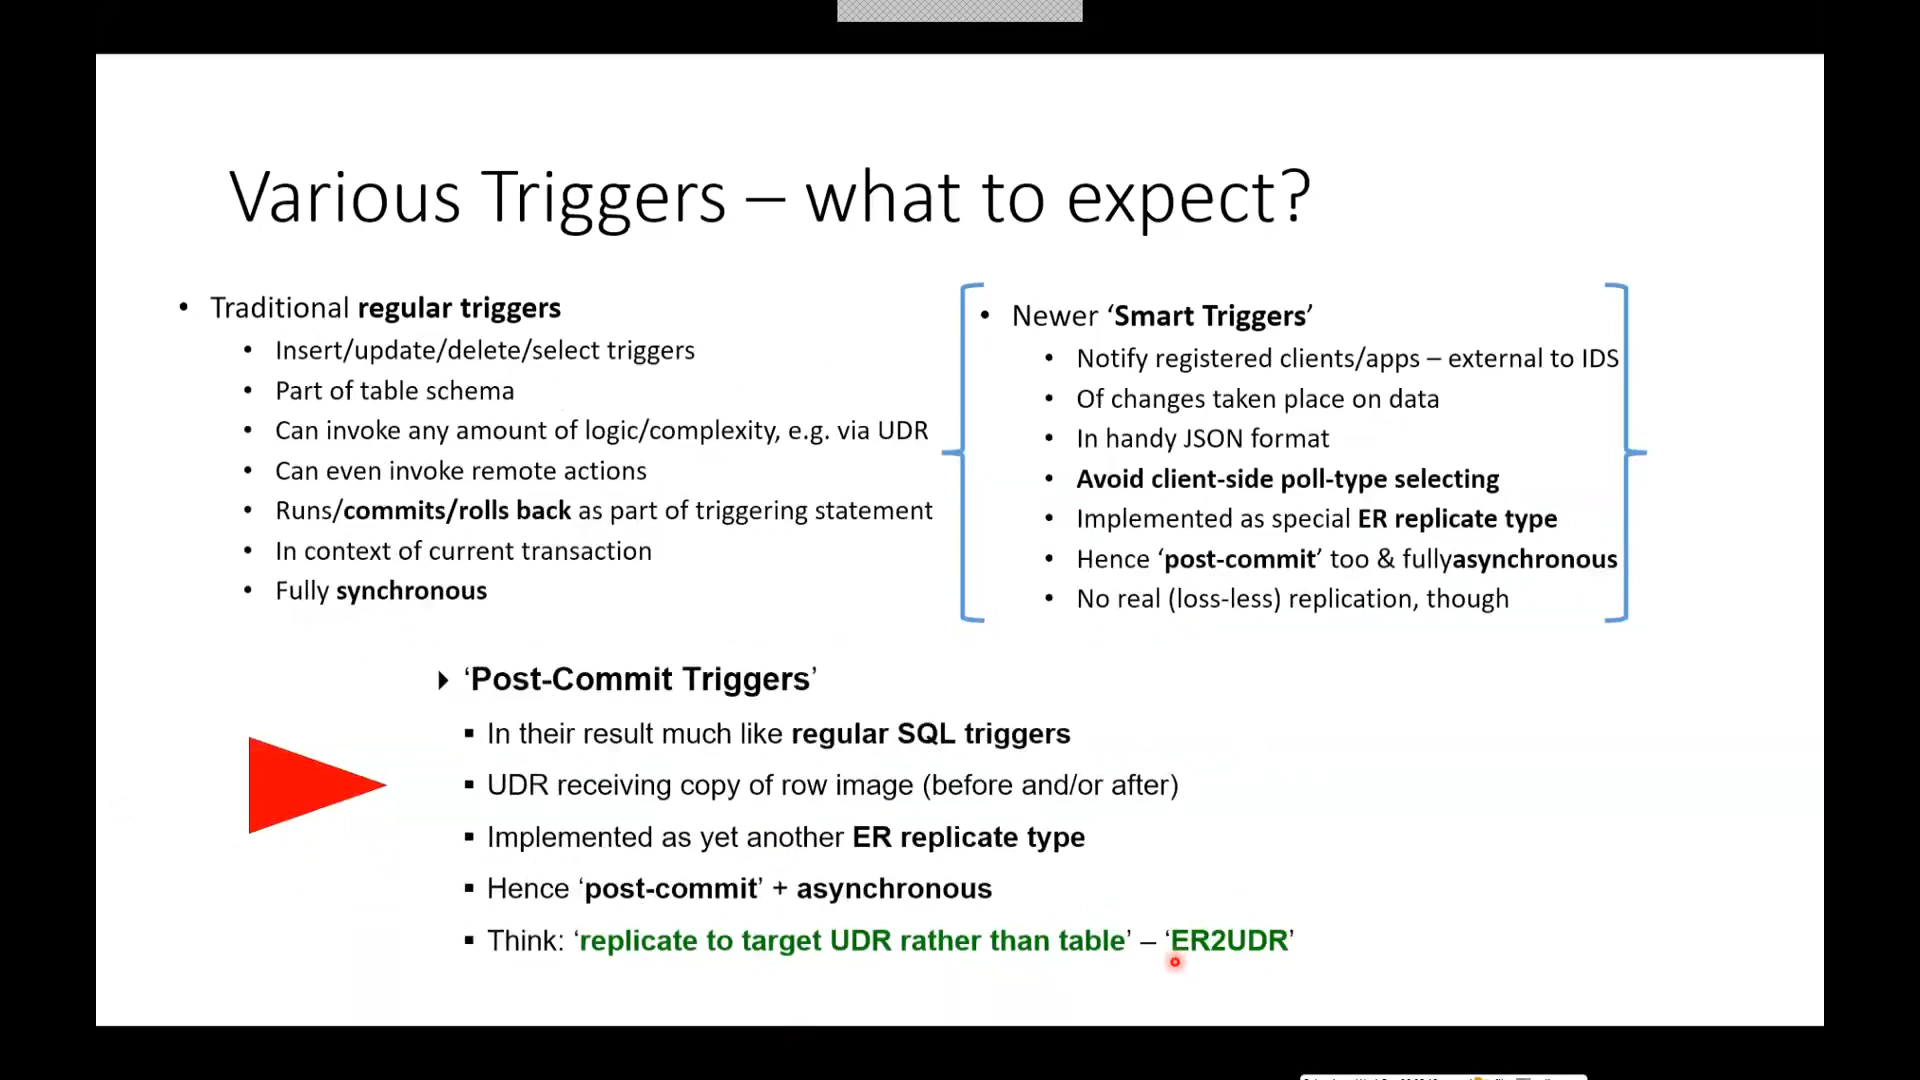 Various Triggers – what to expect?
• Traditional regular triggers
• Insert/update/delete/select triggers
• Part of table schema
• Can invoke any amount of logic/complexity, e.g. via UDR
• Can even invoke remote actions
• Runs/commits/rolls back as part of triggering statement
• In context of current transaction
• Fully synchronous
• Newer ‘Smart Triggers’
• Notify registered clients/apps – external to IDS
• Of changes taken place on data
• In handy JSON format
• Avoid client-side poll-type selecting
• Implemented as special ER replicate type
• Hence ‘post-commit’ too & fullyasynchronous
• No real (loss-less) replication, though
‘Post-Commit Triggers’
▪ In their result much like regular SQL triggers
▪ UDR receiving copy of row image (before and/or after)
▪ Implemented as yet another ER replicate type
▪ Hence ‘post-commit’ + asynchronous
▪ Think: ‘replicate to target UDR rather than table’ – ‘ER2UDR’